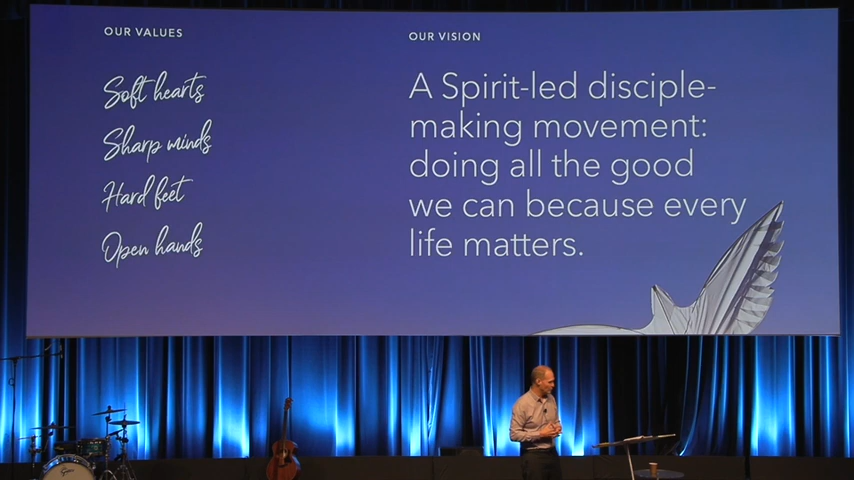 OUR VALUES
Soft hearts
Sharp minds
Hard feet
Open hands
OUR VISION
A Spirit-led disciple-
making movement:
doing all the good
we can because every
life matters.